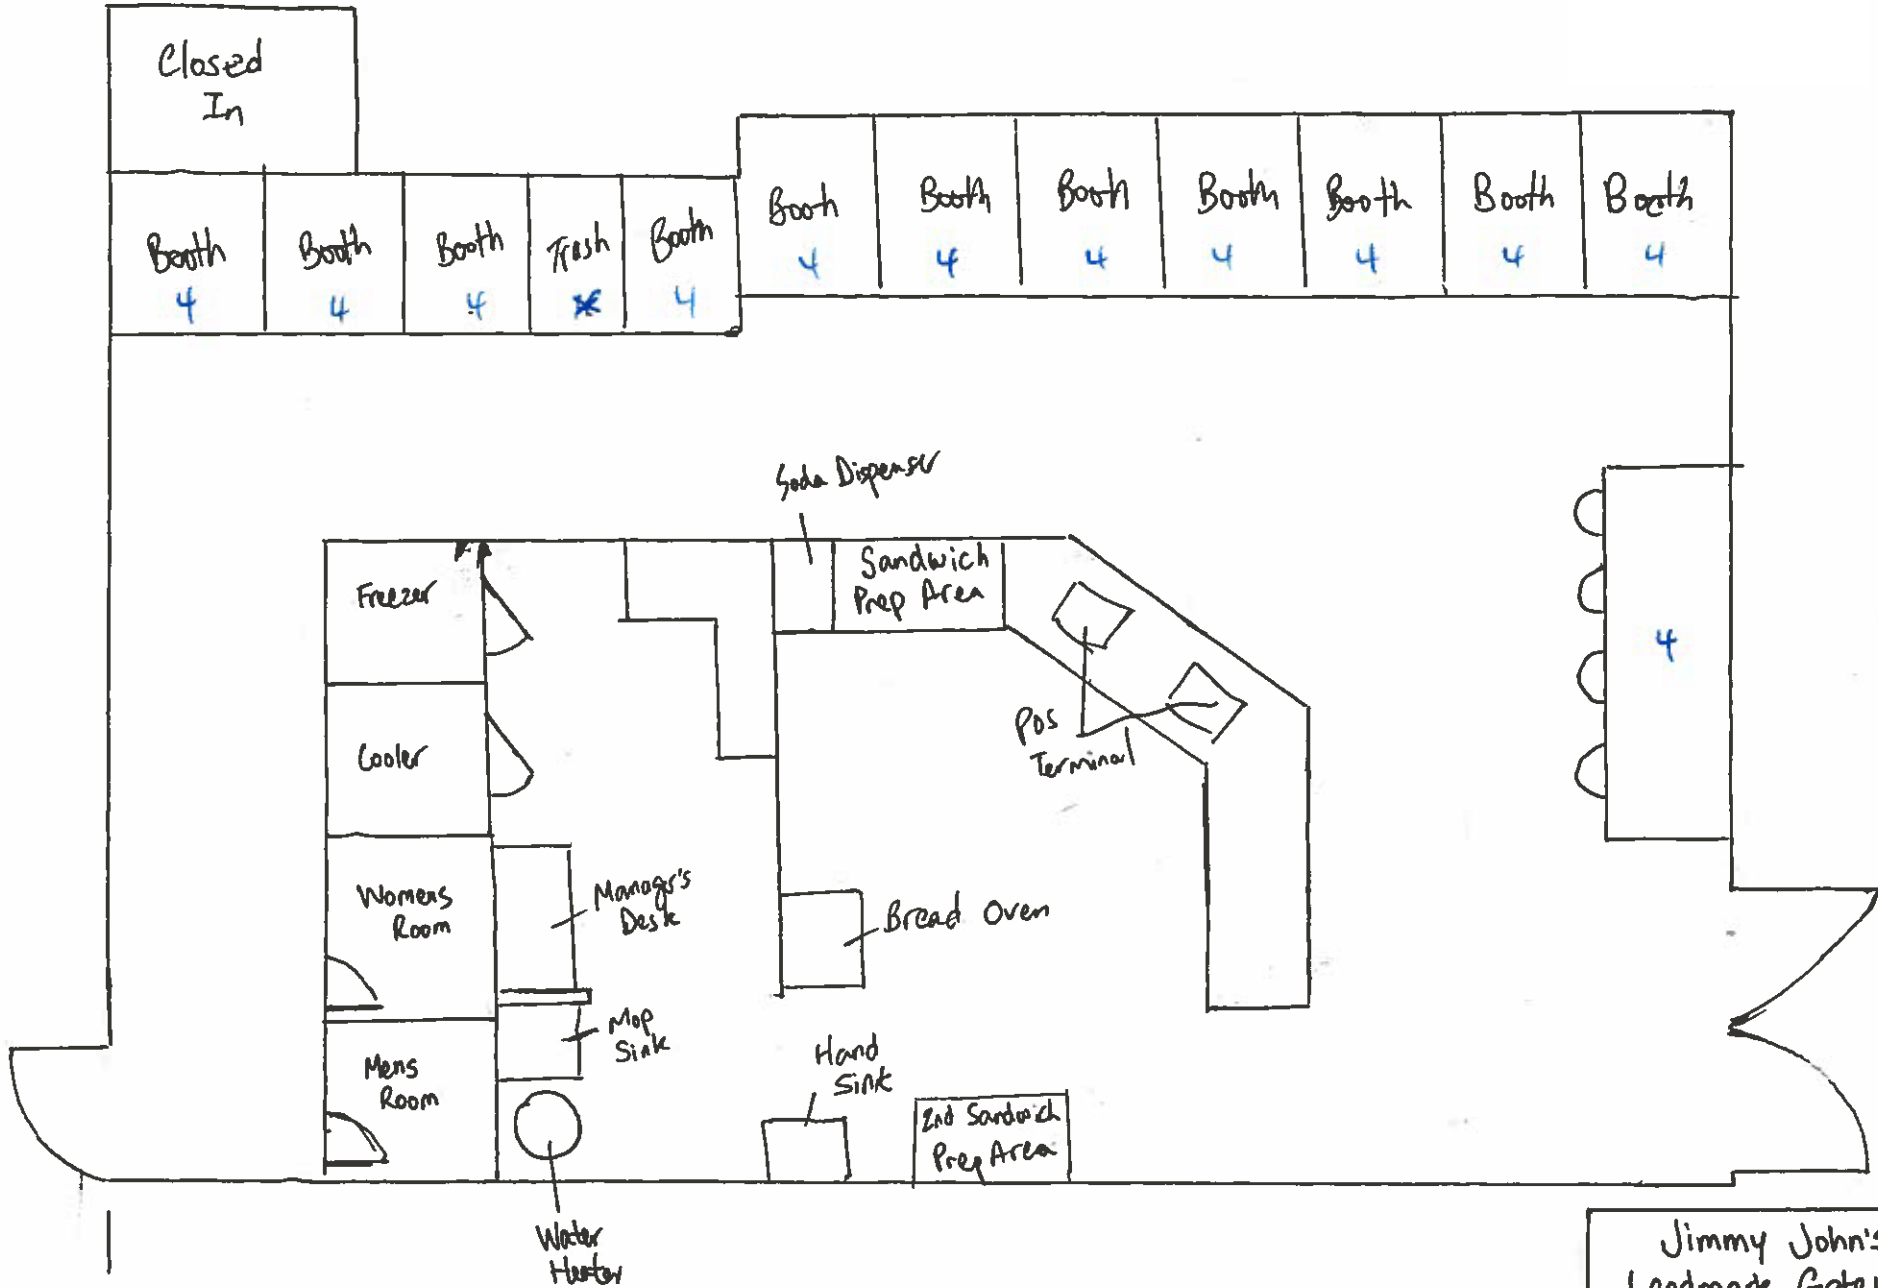 Closed
In
Booth
4
Booth
4
Booth
4
Trash
Booth
4
Booth
4
Booth
4
Booth
4
Booth
4
Booth
4
Booth
4
Booth
4
Soda Dispenser
Sandwich
Prep Area
Freezer
Cooler
POS
Terminal
4
Womens
Room
Manager's
Desk
Bread Oven
Mop
Sink
Mens
Room
Hand
Sink
2nd Sandwich
Prep Area
Water
Heater
Jimmy John's